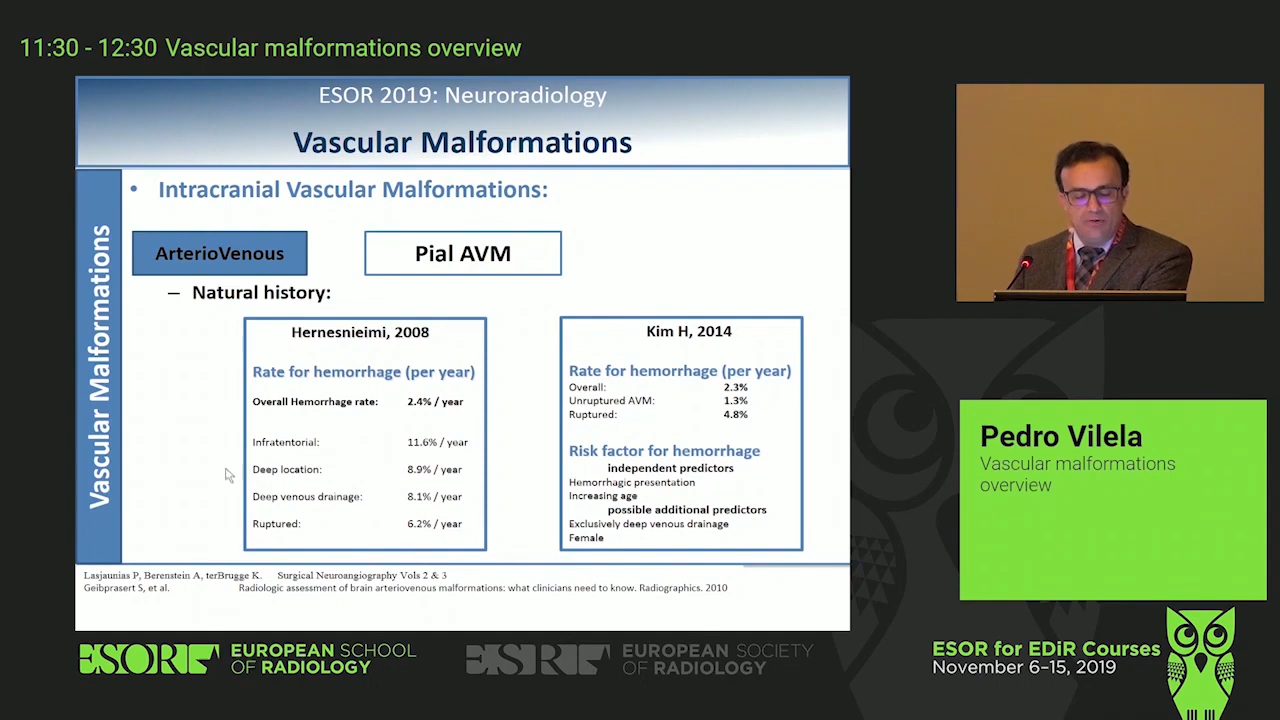 11:30 - 12:30 Vascular malformations overview
ESOR 2019: Neuroradiology
Vascular Malformations
Vascular Malformations
• Intracranial Vascular Malformations:
ArterioVenous
Pial AVM
– Natural history:
Hernesnieimi, 2008
Rate for hemorrhage (per year)
Overall Hemorrhage rate: 2.4% / year
Infratentorial: 11.6% / year
Deep location: 8.9% / year
Deep venous drainage: 8.1% / year
Ruptured: 6.2% / year
Kim H, 2014
Rate for hemorrhage (per year)
Overall: 2.3%
Unruptured AVM: 1.3%
Ruptured: 4.8%
Risk factor for hemorrhage
independent predictors
Hemorrhagic presentation
Increasing age
possible additional predictors
Exclusively deep venous drainage
Female
Lasjaunias P, Berenstein A, terBrugge K. Surgical Neuroangiography Vols 2 & 3
Geibprasert S, et al. Radiologic assessment of brain arteriovenous malformations: what clinicians need to know. Radiographics. 2010
Pedro Vilela
Vascular malformations
overview
ESOR EUROPEAN SCHOOL
OF RADIOLOGY
ESR EUROPEAN SOCIETY
OF RADIOLOGY
ESOR for EDiR Courses
November 6–15, 2019